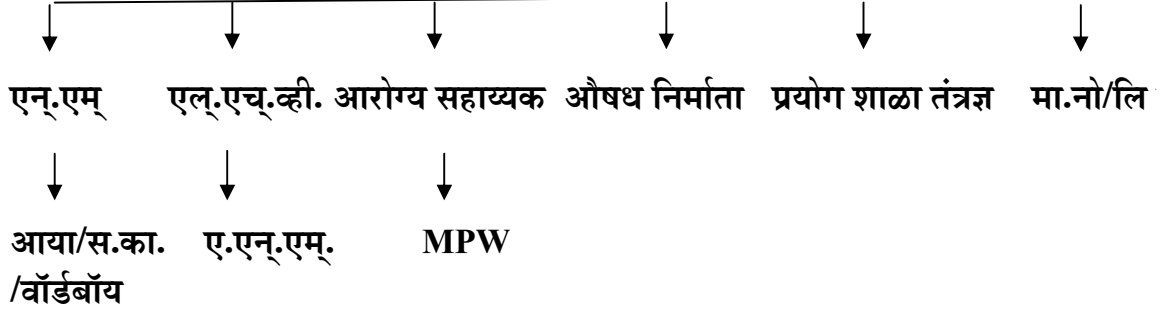 एन्.एम् एल्.एच्.व्ही. आरोग्य सहाय्यक औषध निर्माता प्रयोग शाळा तंत्रज्ञ मा.नो/लि
आया/स.का. ए.एन्.एम्. MPW
/वॉर्डबॉय